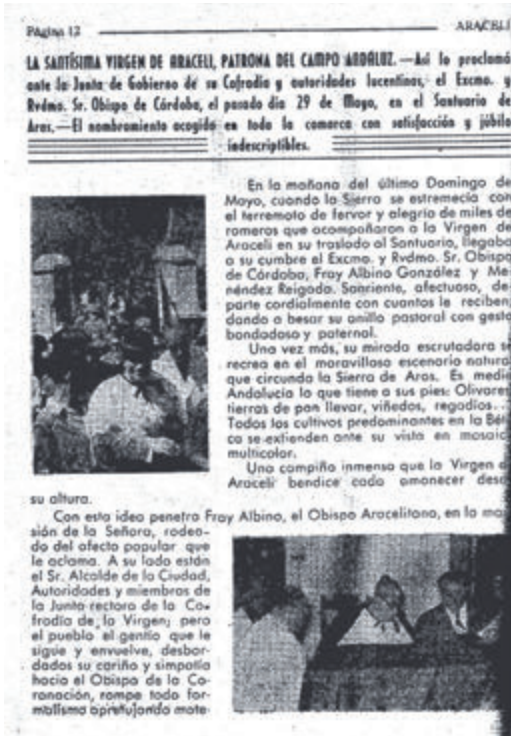 Página 12
ARACELI
LA SANTÍSIMA VIRGEN DE ARACELI, PATRONA DEL CAMPO ANDALUZ.—Así lo proclamó
ante la Junta de Gobierno de su Cofradía y autoridades lucentinas, el Excmo. y
Rvdmo. Sr. Obispo de Córdoba, el pasado día 29 de Mayo, en el Santuario de
Aras.—El nombramiento acogido en toda la comarca con satisfacción y júbilo
indescriptibles.
En la mañana del último Domingo de
Mayo, cuando la Sierra se estremecía con
el terremoto de fervor y alegría de miles de
romeros que acompañaron a la Virgen de
Araceli en su traslado al Santuario, llegaba
a su cumbre el Excmo. y Rvdmo. Sr. Obispo
de Córdoba, Fray Albino González y Me-
néndez Reigada. Sonriente, afectuoso, de-
parte cordialmente con cuantos le reciben,
dando a besar su anillo pastoral con gesto
bondadoso y paternal.
Una vez más, su mirada escrutadora se
recrea en el maravilloso escenario natural
que circunda la Sierra de Aras. Es media
Andalucía lo que tiene a sus pies: Olivares,
tierras de pan llevar, viñedos, regadíos...
Todos los cultivos predominantes en la Béti-
ca se extienden ante su vista en mosaico
multicolor.
Una campiña inmensa que la Virgen de
Araceli bendice cada amanecer desde
su altura.
Con esta idea penetra Fray Albino, el Obispo Aracelitano, en la man-
sión de la Señora, rodea-
do del afecto popular que
le aclama. A su lado están
el Sr. Alcalde de la Ciudad,
Autoridades y miembros de
la Junta rectora de la Co-
fradía de la Virgen; pero
el pueblo el gentío que le
sigue y envuelve, desbor-
dados su cariño y simpatía
hacia el Obispo de la Co-
ronación, rompe todo for-
malismo apretujando mate-